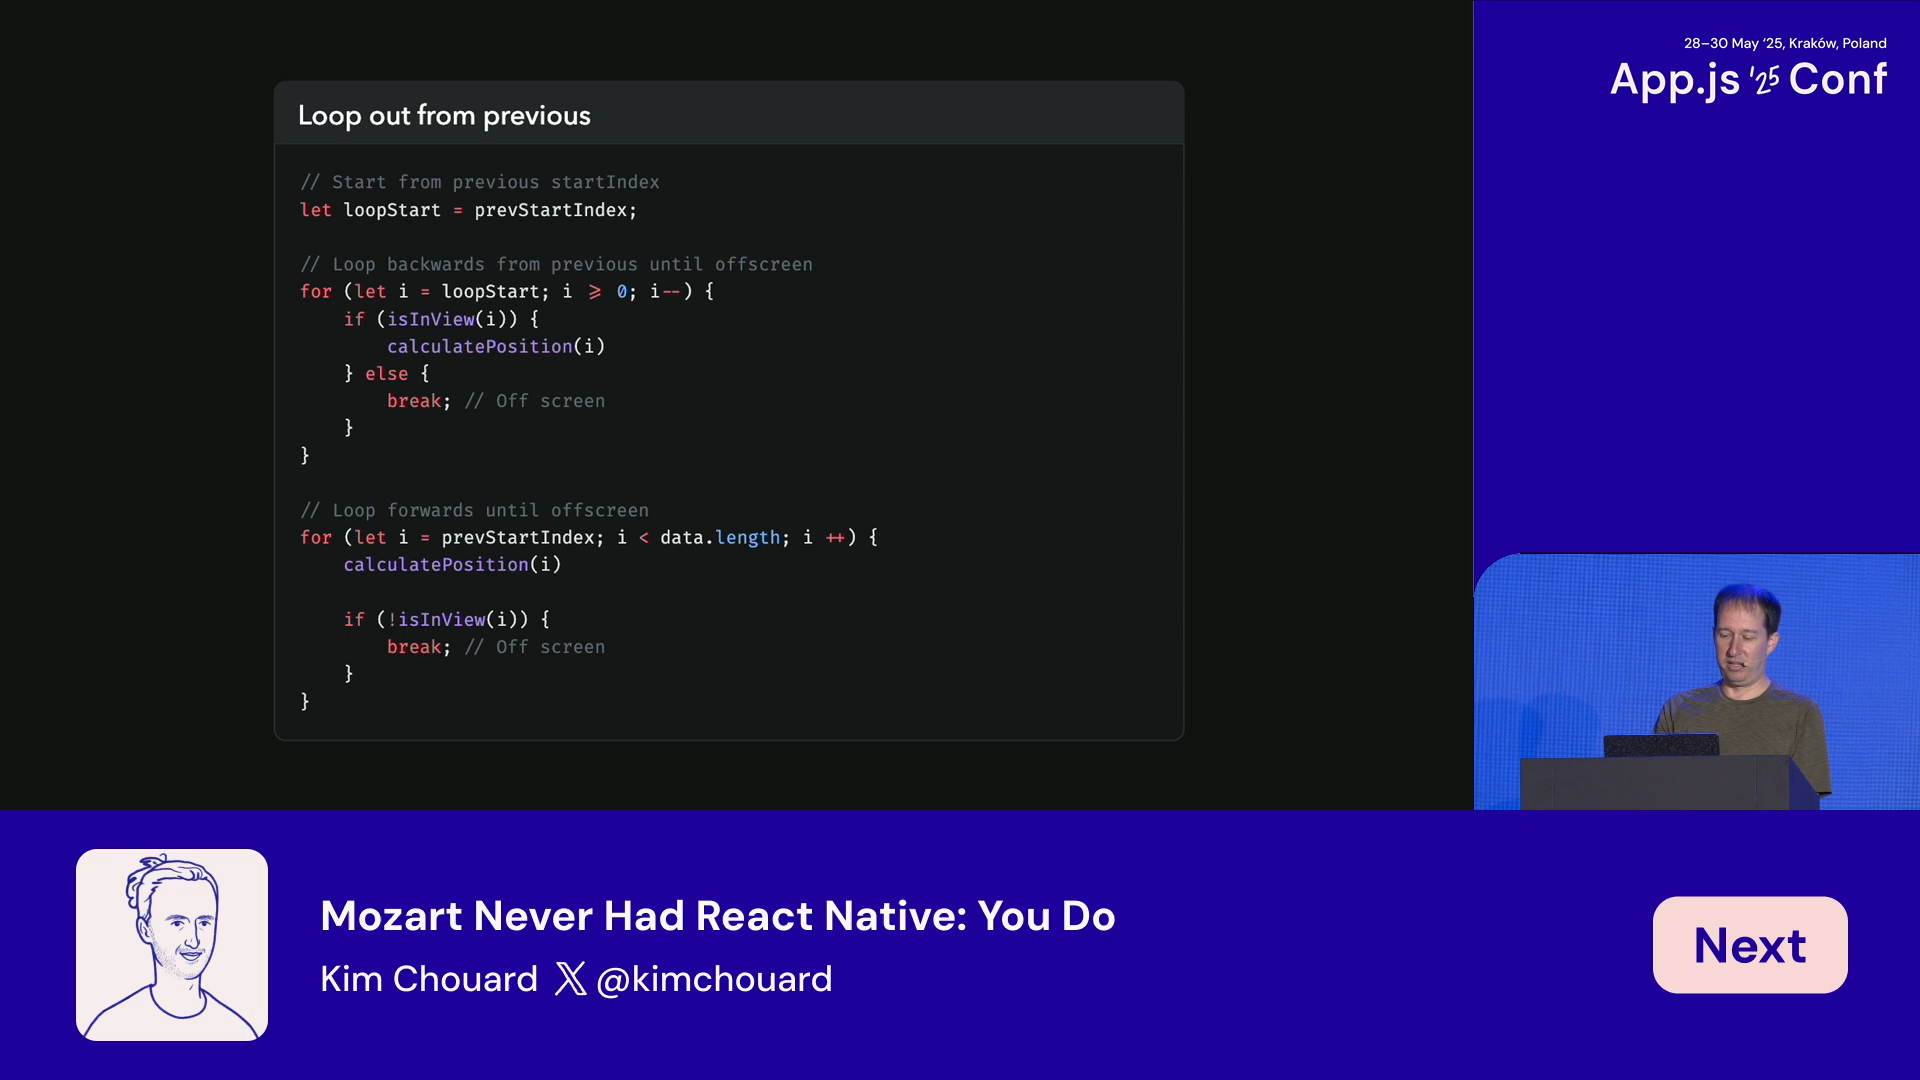 28–30 May ‘25, Kraków, Poland
App.js '25 Conf
Loop out from previous
// Start from previous startIndex
let loopStart = prevStartIndex;
// Loop backwards from previous until offscreen
for (let i = loopStart; i >= 0; i--) {
if (isInView(i)) {
calculatePosition(i)
} else {
break; // Off screen
}
}
// Loop forwards until offscreen
for (let i = prevStartIndex; i < data.length; i ++) {
calculatePosition(i)
if (!isInView(i)) {
break; // Off screen
}
}
Mozart Never Had React Native: You Do
Kim Chouard 𝕏 @kimchouard
Next